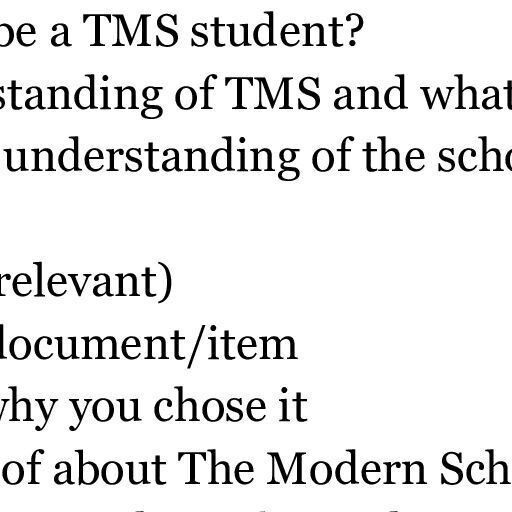 be a TMS student?
standing of TMS and what
understanding of the scho
relevant)
document/item
why you chose it
of about The Modern Sch